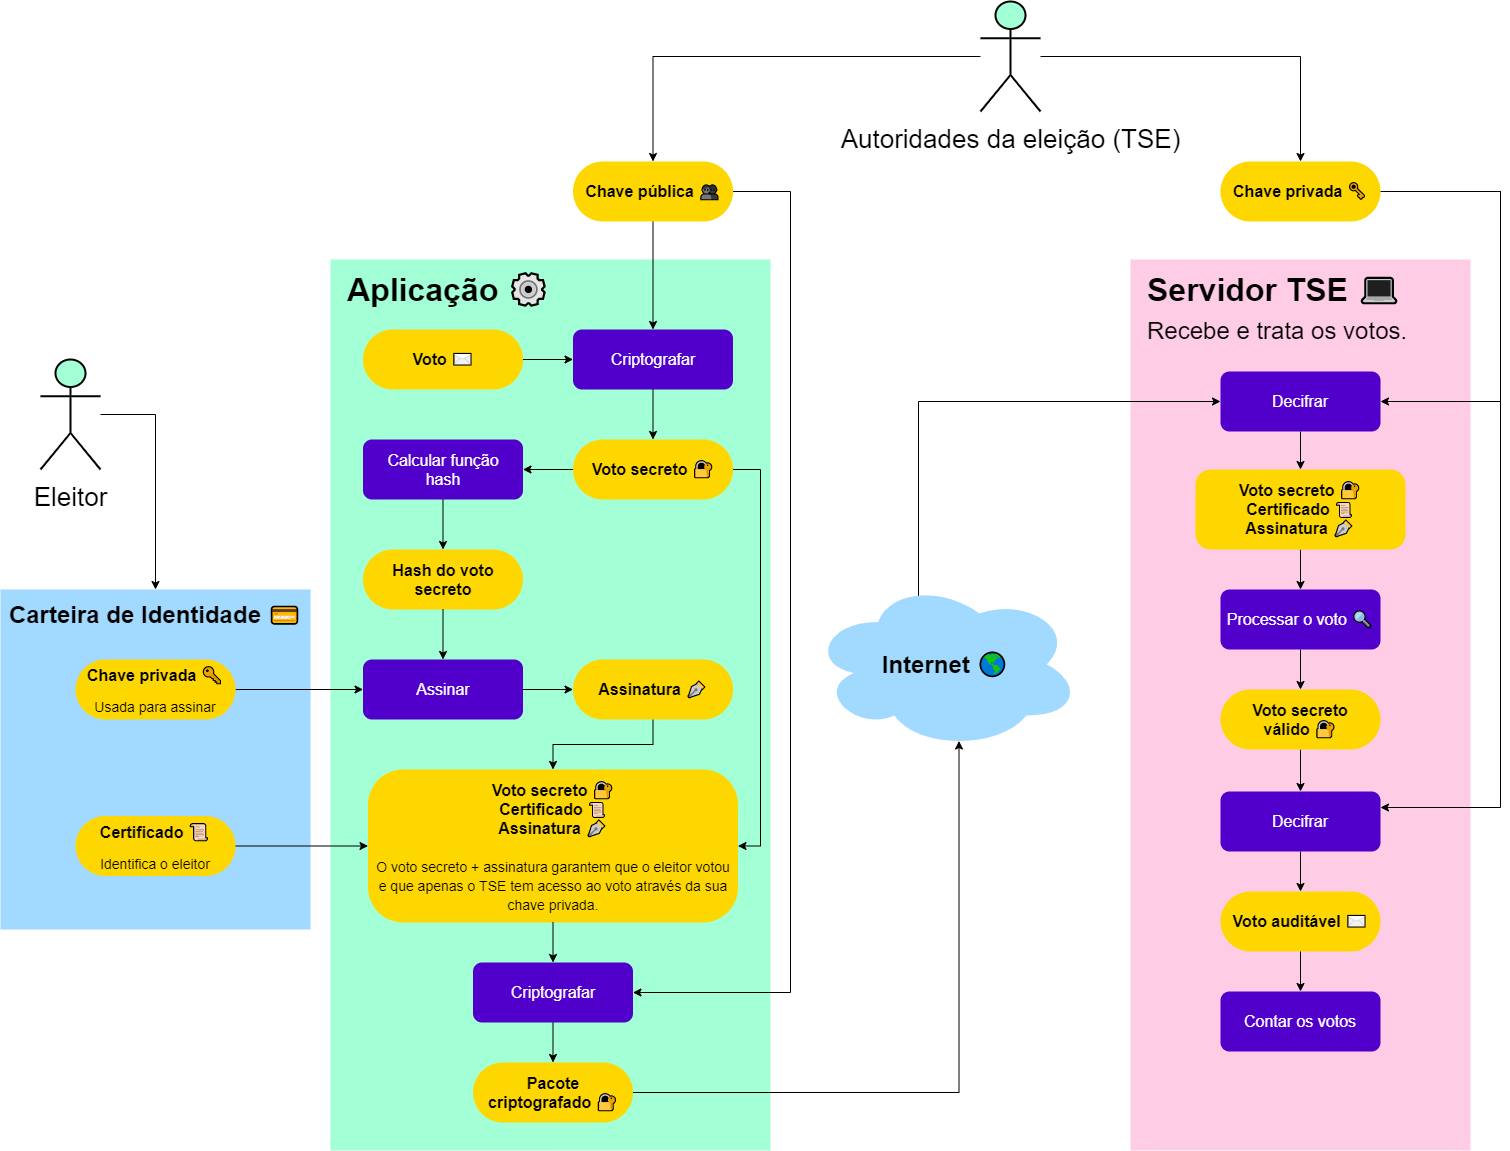 Autoridades da eleição (TSE)
Chave pública
Chave privada
Aplicação
Voto
Criptografar
Calcular função
hash
Voto secreto
Hash do voto
secreto
Assinar
Assinatura
Voto secreto
Certificado
Assinatura
O voto secreto + assinatura garantem que o eleitor votou
e que apenas o TSE tem acesso ao voto através da sua
chave privada.
Criptografar
Pacote
criptografado
Eleitor
Carteira de Identidade
Chave privada
Usada para assinar
Certificado
Identifica o eleitor
Internet
Servidor TSE
Recebe e trata os votos.
Decifrar
Voto secreto
Certificado
Assinatura
Processar o voto
Voto secreto
válido
Decifrar
Voto auditável
Contar os votos